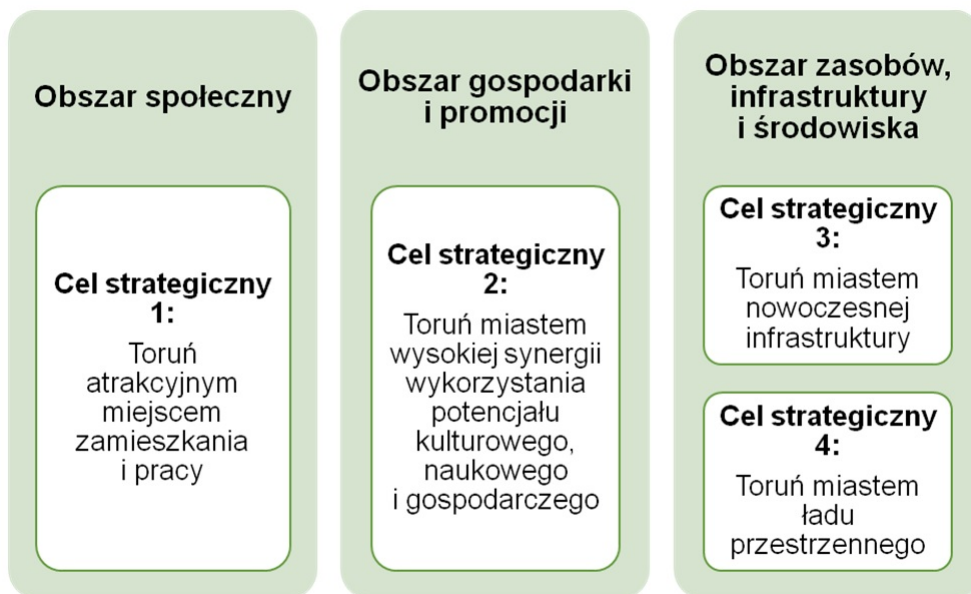 Obszar społeczny
Cel strategiczny
1:
Toruń
atrakcyjnym
miejscem
zamieszkania
i pracy
Obszar gospodarki
i promocji
Cel strategiczny
2:
Toruń miastem
wysokiej synergii
wykorzystania
potencjału
kulturowego,
naukowego
i gospodarczego
Obszar zasobów,
infrastruktury
i środowiska
Cel strategiczny
3:
Toruń miastem
nowoczesnej
infrastruktury
Cel strategiczny
4:
Toruń miastem
ładu
przestrzennego